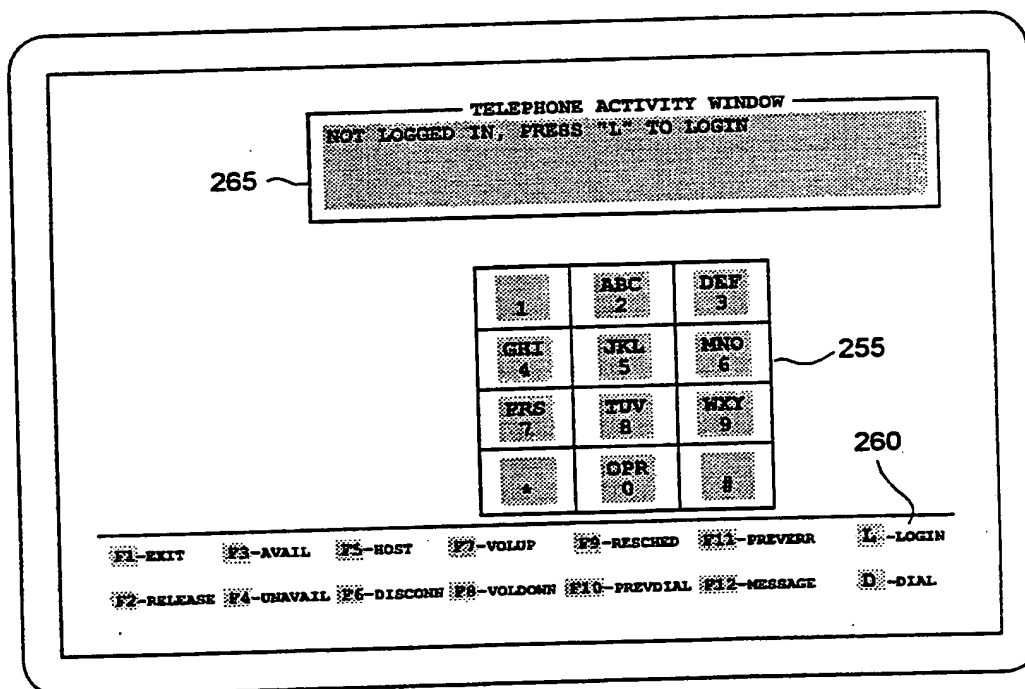 TELEPHONE ACTIVITY WINDOW
NOT LOGGED IN, PRESS "L" TO LOGIN
265
1
ABC
2
DEF
3
GHI
4
JKL
5
MNO
6
255
PRS
7
TUV
8
WXY
9
260
*
OPR
0
#
F1-EXIT F3-AVAIL F5-HOST F7-VOLUP F9-RESCHED F11-PREVERR L-LOGIN
F2-RELEASE F4-UNAVAIL F6-DISCONN F8-VOLDOWN F10-PREVDIAL F12-MESSAGE D-DIAL